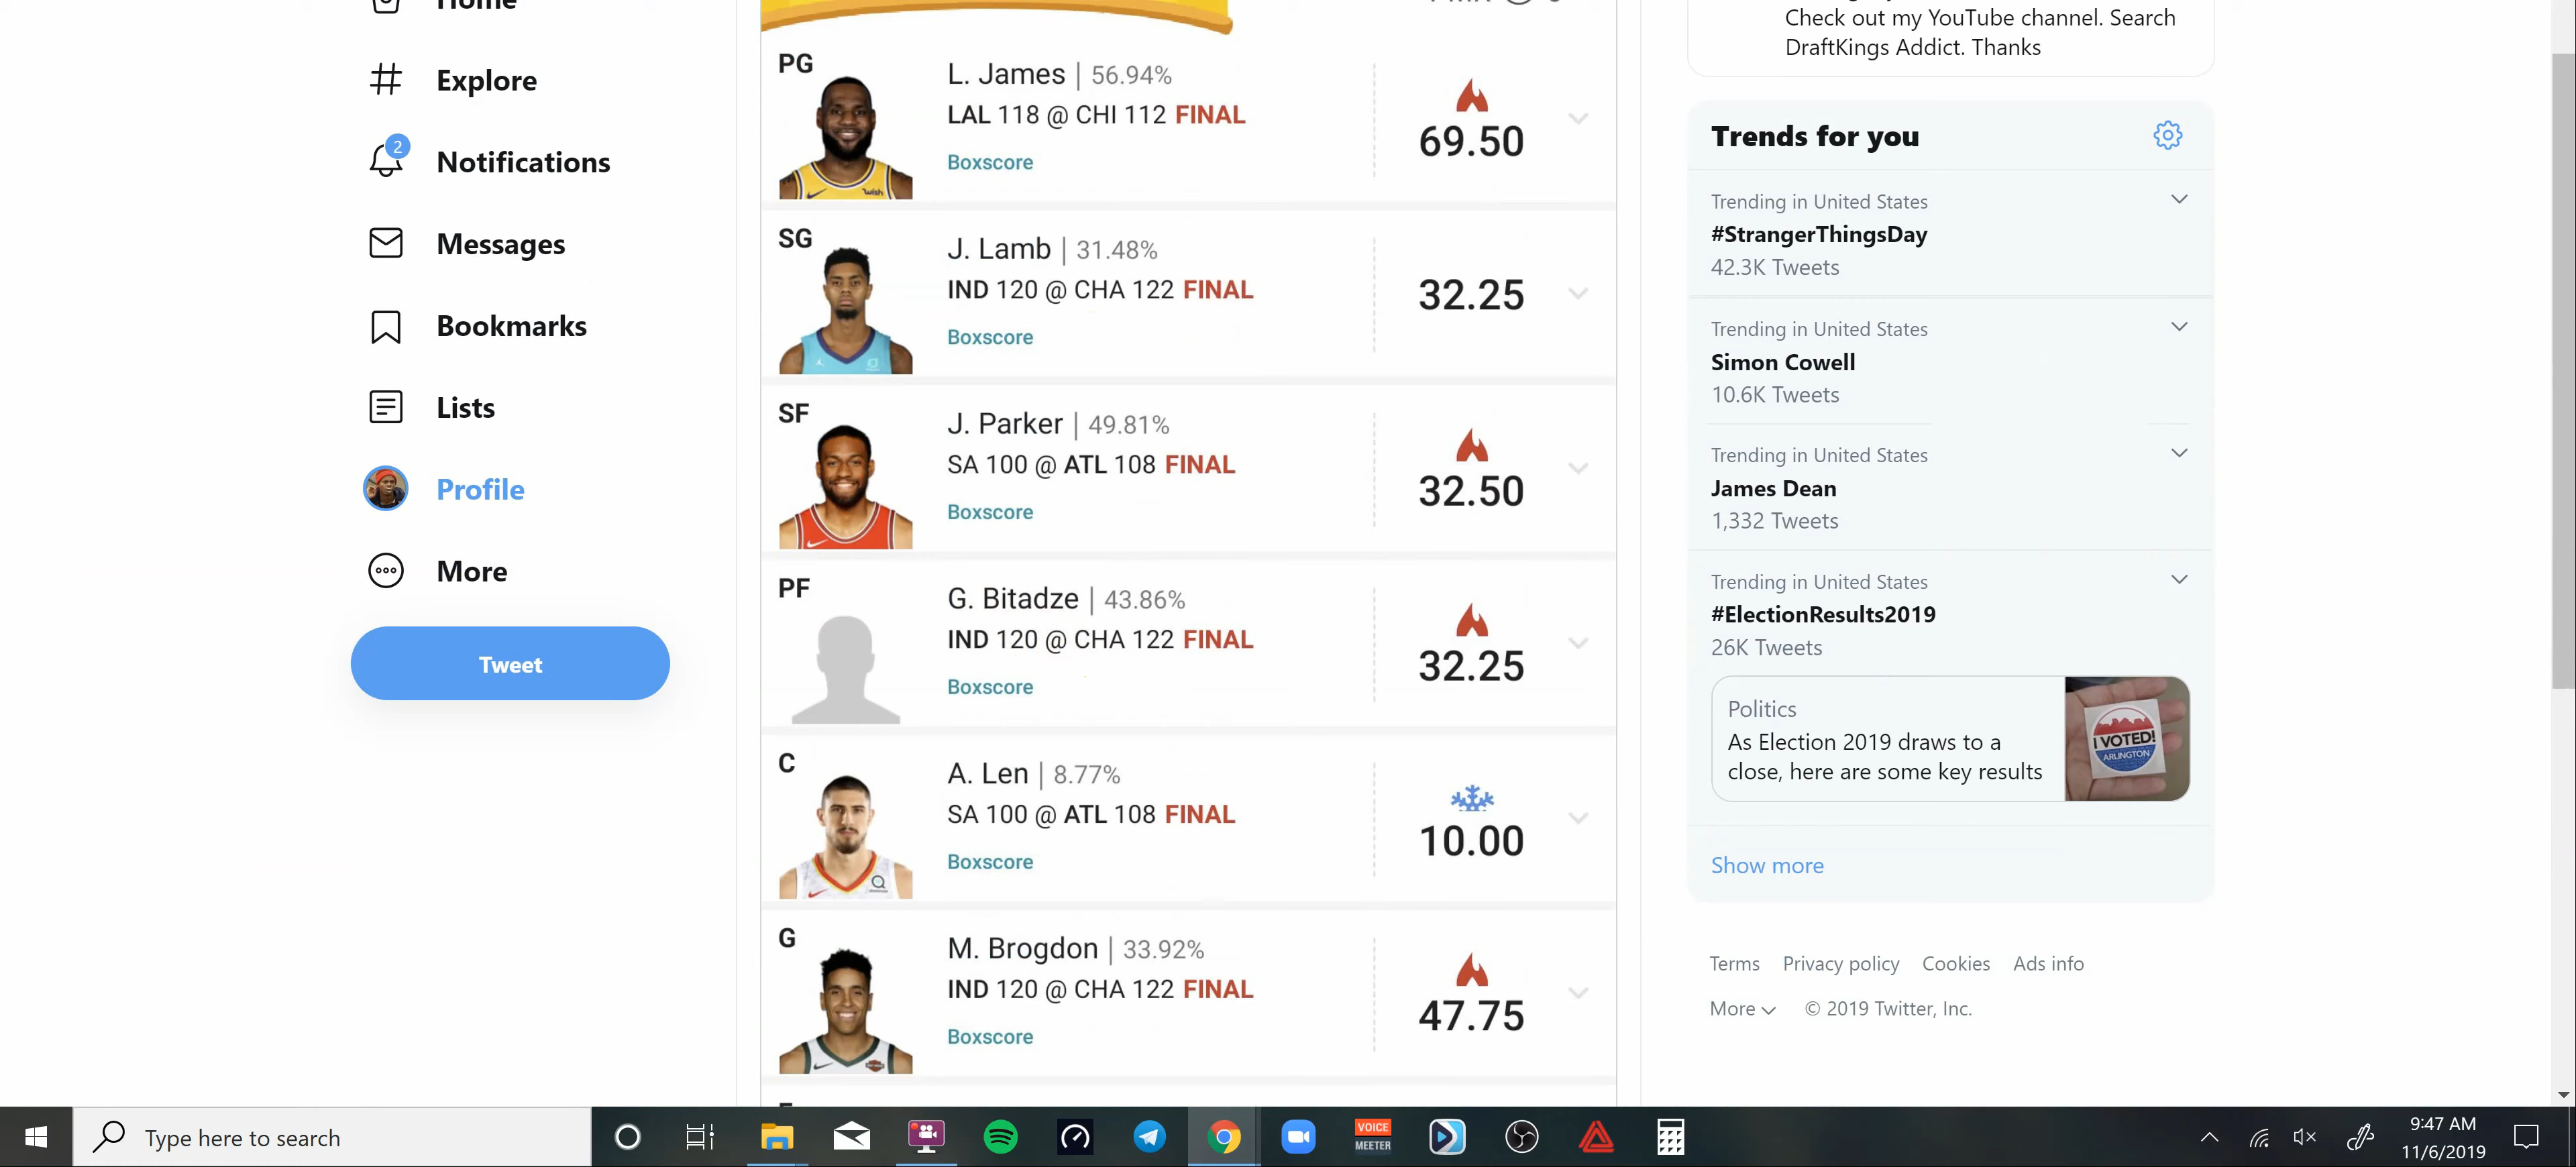 Home
Explore
2
Notifications
Messages
Bookmarks
Lists
Profile
More
Tweet
PG
L. James | 56.94%
LAL 118 @ CHI 112 FINAL
Boxscore
69.50
wish
SG
J. Lamb | 31.48%
IND 120 @ CHA 122 FINAL
Boxscore
32.25
SF
J. Parker | 49.81%
SA 100 @ ATL 108 FINAL
Boxscore
32.50
PF
G. Bitadze | 43.86%
IND 120 @ CHA 122 FINAL
Boxscore
32.25
C
A. Len | 8.77%
SA 100 @ ATL 108 FINAL
Boxscore
10.00
G
M. Brogdon | 33.92%
IND 120 @ CHA 122 FINAL
Boxscore
47.75
Check out my YouTube channel. Search
DraftKings Addict. Thanks
Trends for you
Trending in United States
#StrangerThingsDay
42.3K Tweets
Trending in United States
Simon Cowell
10.6K Tweets
Trending in United States
James Dean
1,332 Tweets
Trending in United States
#ElectionResults2019
26K Tweets
Politics
As Election 2019 draws to a
close, here are some key results
I VOTED!
ARLINGTON
Show more
Terms Privacy policy Cookies Ads info
More © 2019 Twitter, Inc.
Type here to search
VOICE
MEETER
9:47 AM
11/6/2019